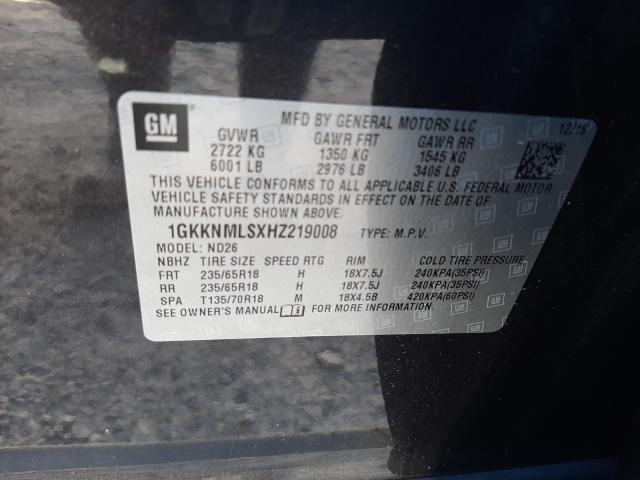 GM
MFD BY GENERAL MOTORS LLC 12/16
GVWR GAWR FRT GAWR RR
2722 KG 1350 KG 1545 KG
6001 LB 2976 LB 3406 LB
THIS VEHICLE CONFORMS TO ALL APPLICABLE U.S. FEDERAL MOTOR
VEHICLE SAFETY STANDARDS IN EFFECT ON THE DATE OF
MANUFACTURE SHOWN ABOVE.
1GKKNMLSXHZ219008 TYPE: M.P.V.
MODEL: ND26
NBHZ TIRE SIZE SPEED RTG RIM COLD TIRE PRESSURE
FRT 235/65R18 H 18X7.5J 240KPA(35PSI)
RR 235/65R18 H 18X7.5J 240KPA(35PSI)
SPA T135/70R18 M 18X4.5B 420KPA(60PSI)
SEE OWNER'S MANUAL FOR MORE INFORMATION.